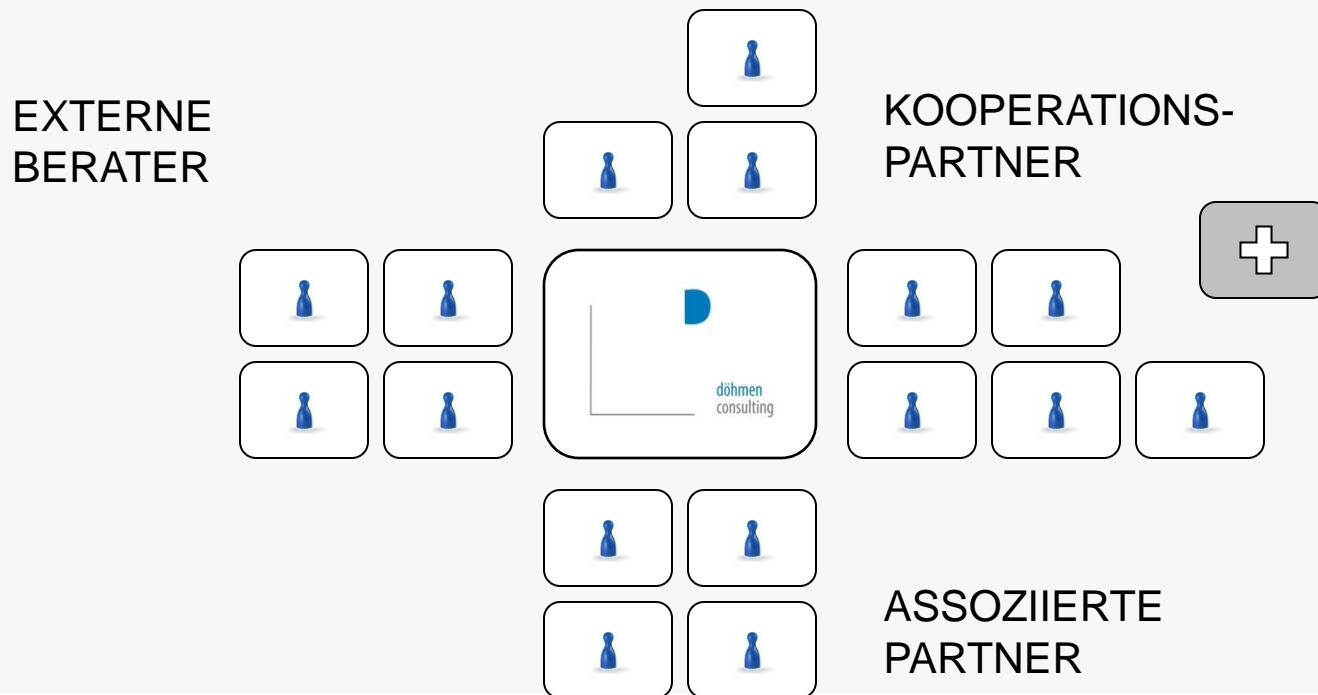 EXTERNE
BERATER
KOOPERATIONS-
PARTNER
döhmen
consulting
ASSOZIIERTE
PARTNER